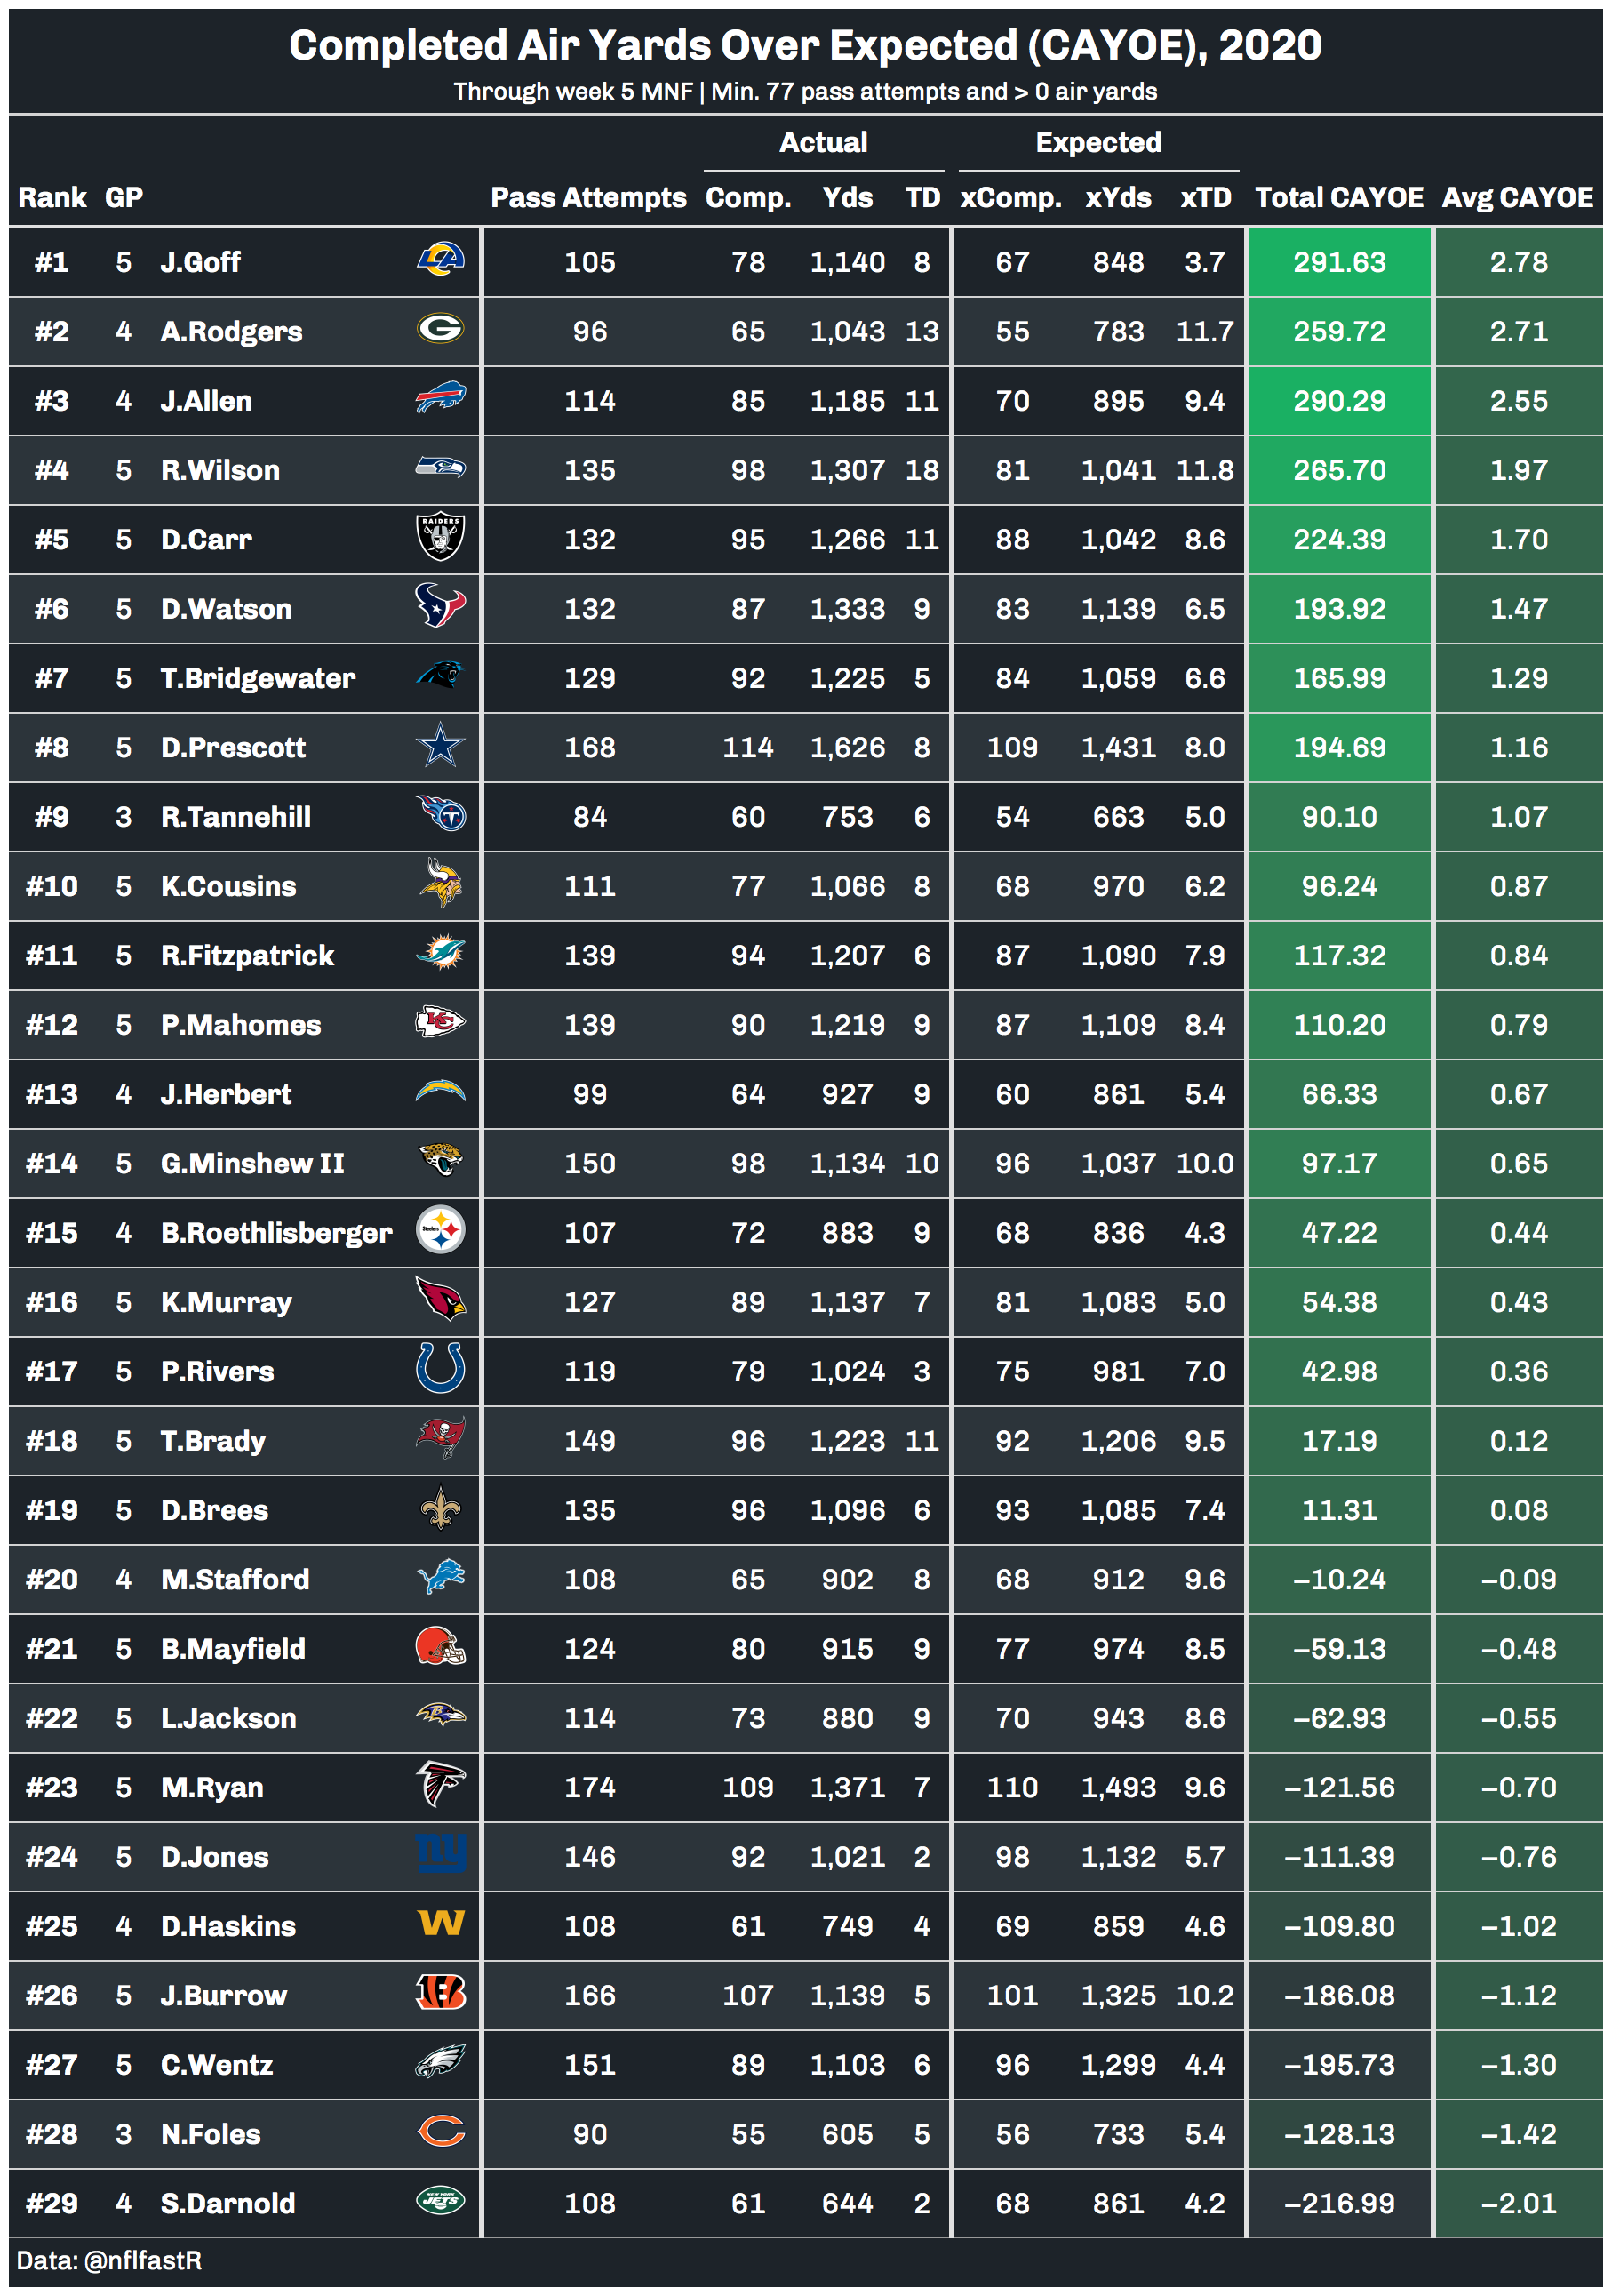 Completed Air Yards Over Expected (CAYOE), 2020
Through week 5 MNF | Min. 77 pass attempts and > 0 air yards
Actual Expected
Rank GP Pass Attempts Comp. Yds TD xComp. xYds xTD Total CAYOE Avg CAYOE
#1 5 J.Goff LA 105 78 1,140 8 67 848 3.7 291.63 2.78
#2 4 A.Rodgers G 96 65 1,043 13 55 783 11.7 259.72 2.71
#3 4 J.Allen 114 85 1,185 11 70 895 9.4 290.29 2.55
#4 5 R.Wilson 135 98 1,307 18 81 1,041 11.8 265.70 1.97
#5 5 D.Carr RAIDERS 132 95 1,266 11 88 1,042 8.6 224.39 1.70
#6 5 D.Watson 132 87 1,333 9 83 1,139 6.5 193.92 1.47
#7 5 T.Bridgewater 129 92 1,225 5 84 1,059 6.6 165.99 1.29
#8 5 D.Prescott 168 114 1,626 8 109 1,431 8.0 194.69 1.16
#9 3 R.Tannehill T 84 60 753 6 54 663 5.0 90.10 1.07
#10 5 K.Cousins 111 77 1,066 8 68 970 6.2 96.24 0.87
#11 5 R.Fitzpatrick 139 94 1,207 6 87 1,090 7.9 117.32 0.84
#12 5 P.Mahomes KC 139 90 1,219 9 87 1,109 8.4 110.20 0.79
#13 4 J.Herbert 99 64 927 9 60 861 5.4 66.33 0.67
#14 5 G.Minshew II 150 98 1,134 10 96 1,037 10.0 97.17 0.65
#15 4 B.Roethlisberger Steelers 107 72 883 9 68 836 4.3 47.22 0.44
#16 5 K.Murray 127 89 1,137 7 81 1,083 5.0 54.38 0.43
#17 5 P.Rivers 119 79 1,024 3 75 981 7.0 42.98 0.36
#18 5 T.Brady 149 96 1,223 11 92 1,206 9.5 17.19 0.12
#19 5 D.Brees 135 96 1,096 6 93 1,085 7.4 11.31 0.08
#20 4 M.Stafford 108 65 902 8 68 912 9.6 −10.24 −0.09
#21 5 B.Mayfield 124 80 915 9 77 974 8.5 −59.13 −0.48
#22 5 L.Jackson B 114 73 880 9 70 943 8.6 −62.93 −0.55
#23 5 M.Ryan 174 109 1,371 7 110 1,493 9.6 −121.56 −0.70
#24 5 D.Jones ny 146 92 1,021 2 98 1,132 5.7 −111.39 −0.76
#25 4 D.Haskins W 108 61 749 4 69 859 4.6 −109.80 −1.02
#26 5 J.Burrow B 166 107 1,139 5 101 1,325 10.2 −186.08 −1.12
#27 5 C.Wentz 151 89 1,103 6 96 1,299 4.4 −195.73 −1.30
#28 3 N.Foles C 90 55 605 5 56 733 5.4 −128.13 −1.42
#29 4 S.Darnold NEW YORK JETS 108 61 644 2 68 861 4.2 −216.99 −2.01
Data: @nflfastR